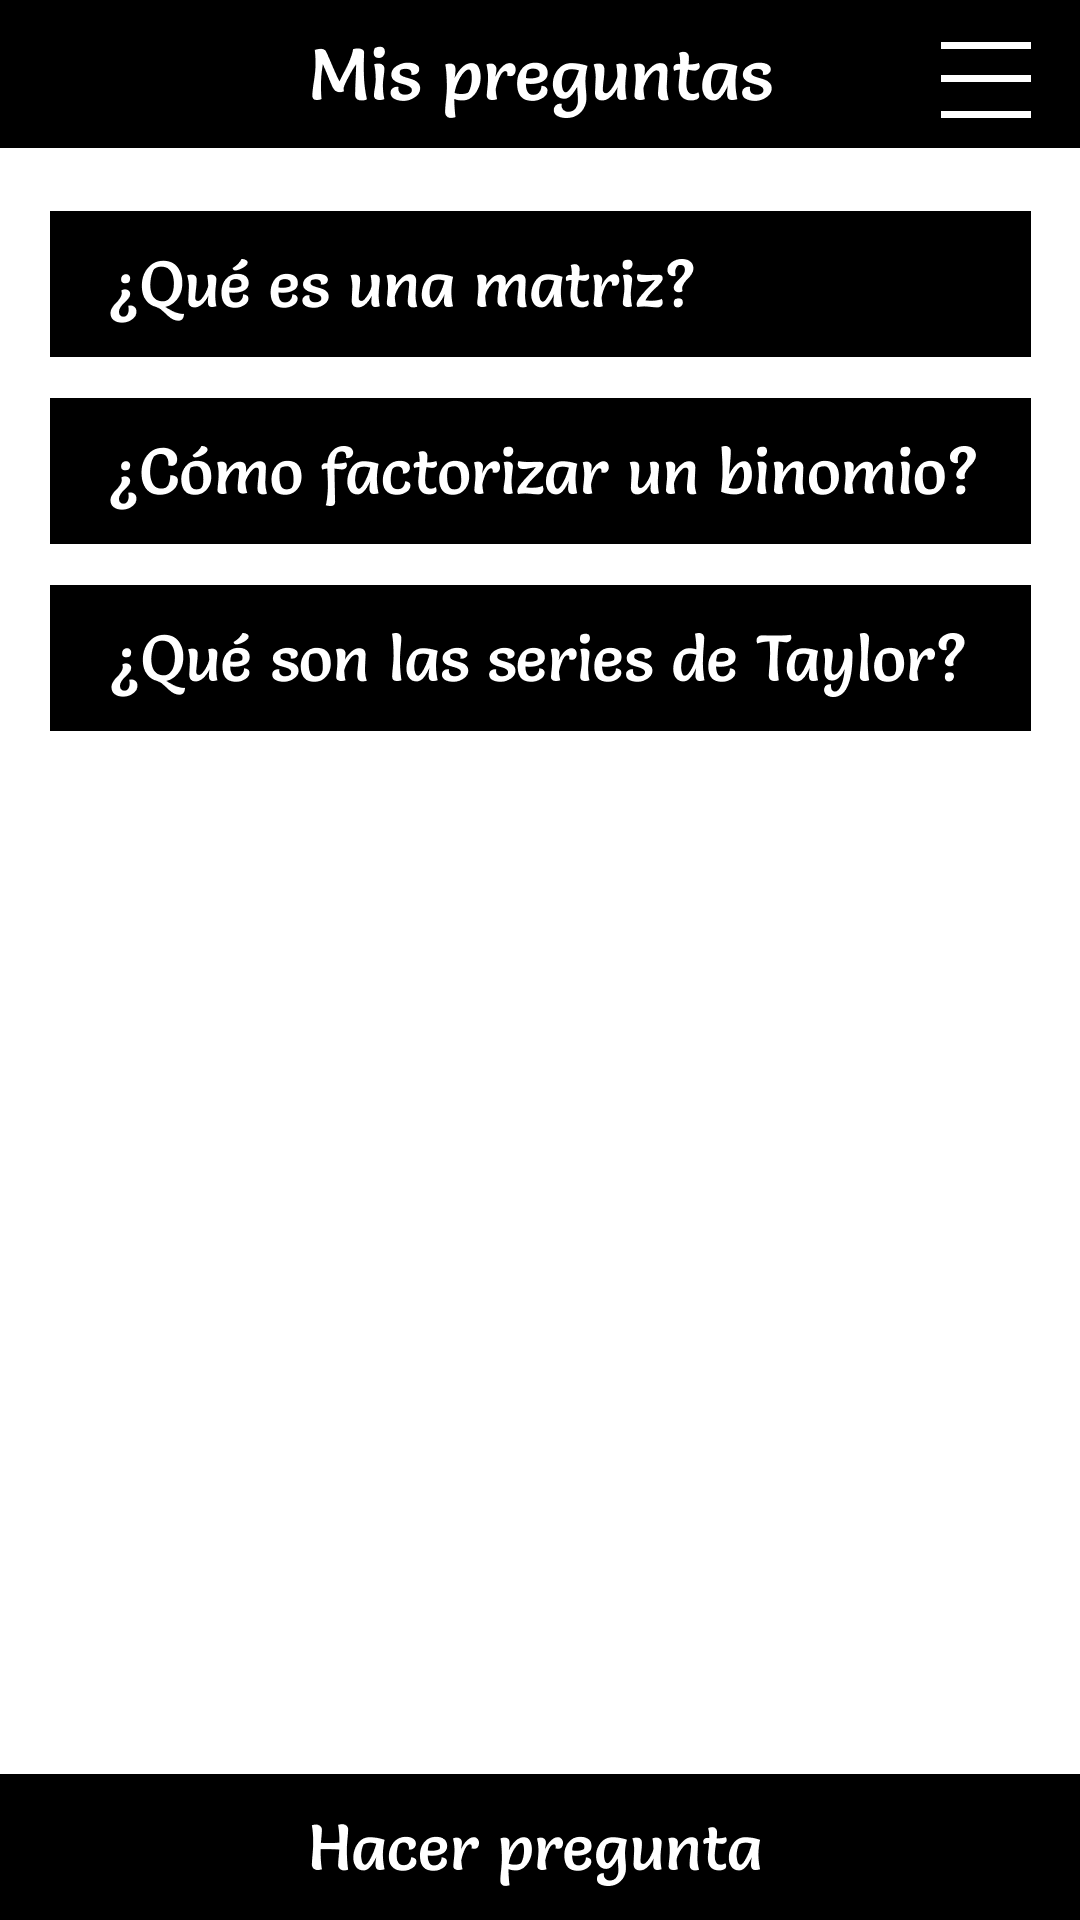 Mis preguntas
¿Qué es una matriz?
¿Cómo factorizar un binomio?
¿Qué son las series de Taylor?
Hacer pregunta